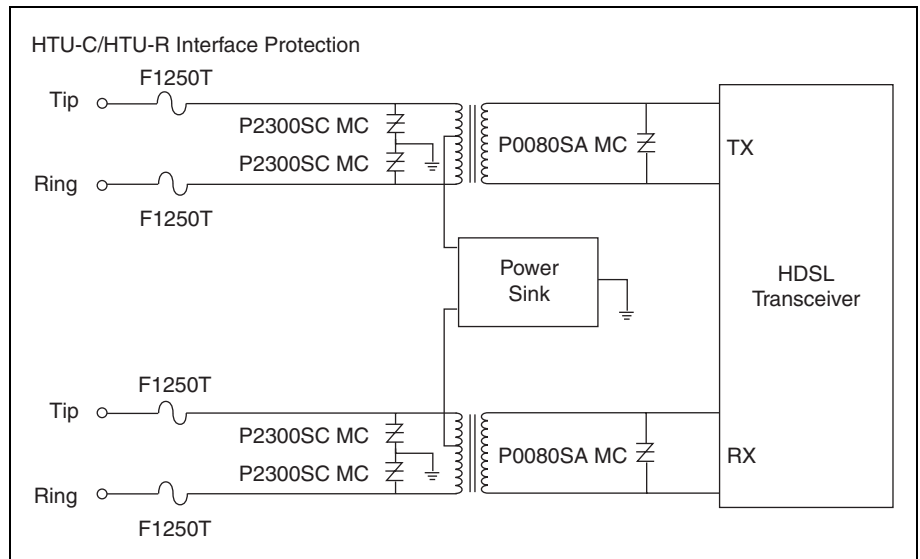 HTU-C/HTU-R Interface Protection
F1250T
Tip
P2300SC MC
P2300SC MC
Ring
F1250T
P0080SA MC
TX
Power
Sink
HDSL
Transceiver
F1250T
Tip
P2300SC MC
P2300SC MC
Ring
F1250T
P0080SA MC
RX